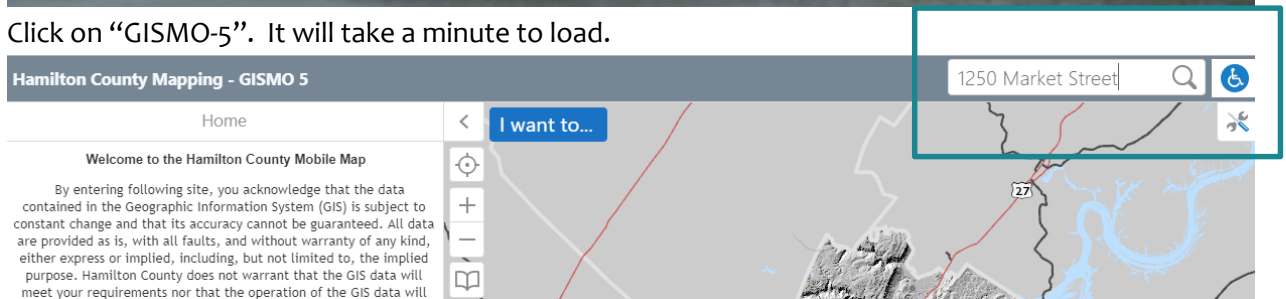 Click on “GISMO-5”. It will take a minute to load.
Hamilton County Mapping - GISMO 5
1250 Market Street
Home
I want to...
Welcome to the Hamilton County Mobile Map
By entering following site, you acknowledge that the data
contained in the Geographic Information System (GIS) is subject to
constant change and that its accuracy cannot be guaranteed. All data
are provided as is, with all faults, and without warranty of any kind,
either express or implied, including, but not limited to, the implied
purpose. Hamilton County does not warrant that the GIS data will
meet your requirements nor that the operation of the GIS data will
27